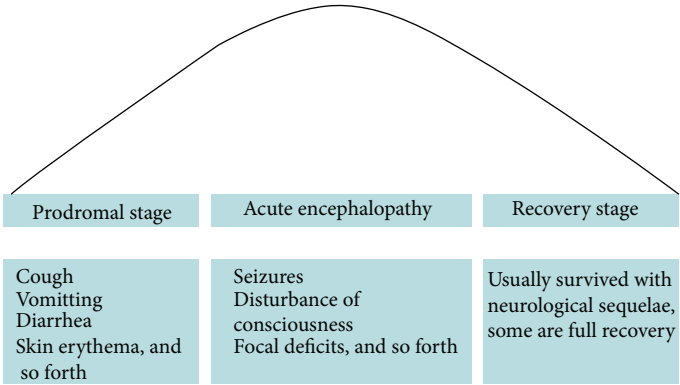 Prodromal stage
Acute encephalopathy
Recovery stage
Cough
Vomitting
Diarrhea
Skin erythema, and
so forth
Seizures
Disturbance of
consciousness
Focal deficits, and so forth
Usually survived with
neurological sequelae,
some are full recovery